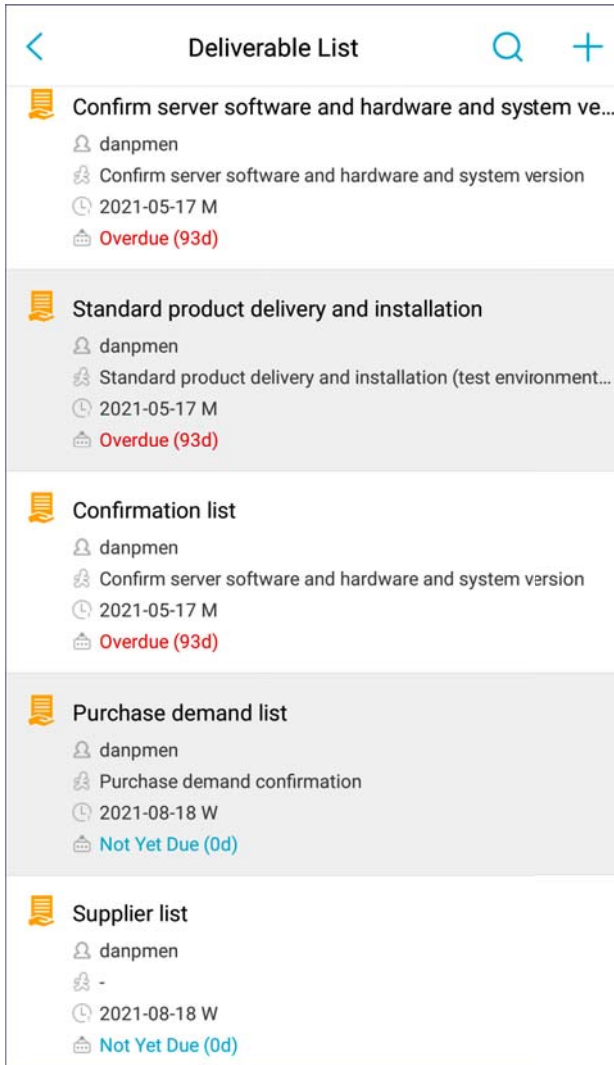 Deliverable List
Confirm server software and hardware and system ve...
danpmen
Confirm server software and hardware and system version
2021-05-17 M
Overdue (93d)
Standard product delivery and installation
danpmen
Standard product delivery and installation (test environment...
2021-05-17 M
Overdue (93d)
Confirmation list
danpmen
Confirm server software and hardware and system version
2021-05-17 M
Overdue (93d)
Purchase demand list
danpmen
Purchase demand confirmation
2021-08-18 W
Not Yet Due (0d)
Supplier list
danpmen
-
2021-08-18 W
Not Yet Due (0d)